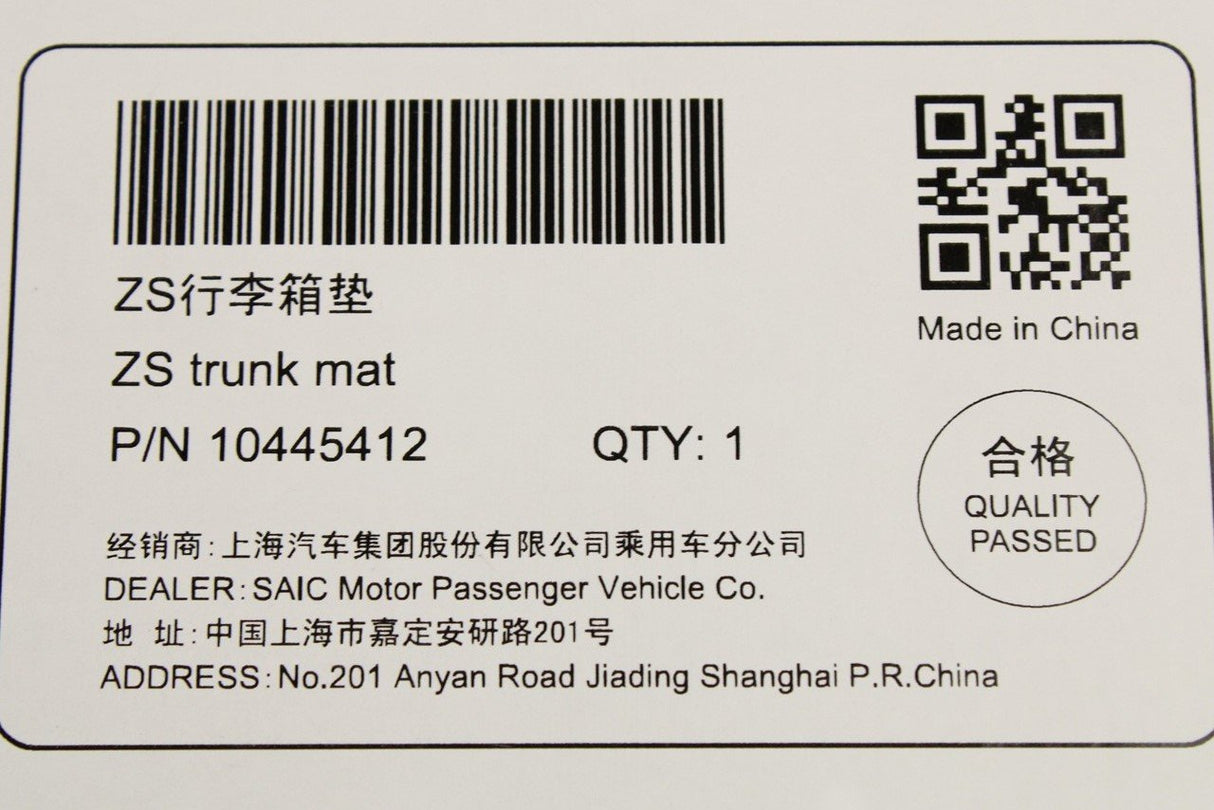 ZS行李箱垫
ZS trunk mat
P/N 10445412 QTY: 1
经销商:上海汽车集团股份有限公司乘用车分公司
DEALER:SAIC Motor Passenger Vehicle Co.
地 址:中国上海市嘉定安研路201号
ADDRESS:No.201 Anyan Road Jiading Shanghai P.R.China
Made in China
合格
QUALITY
PASSED